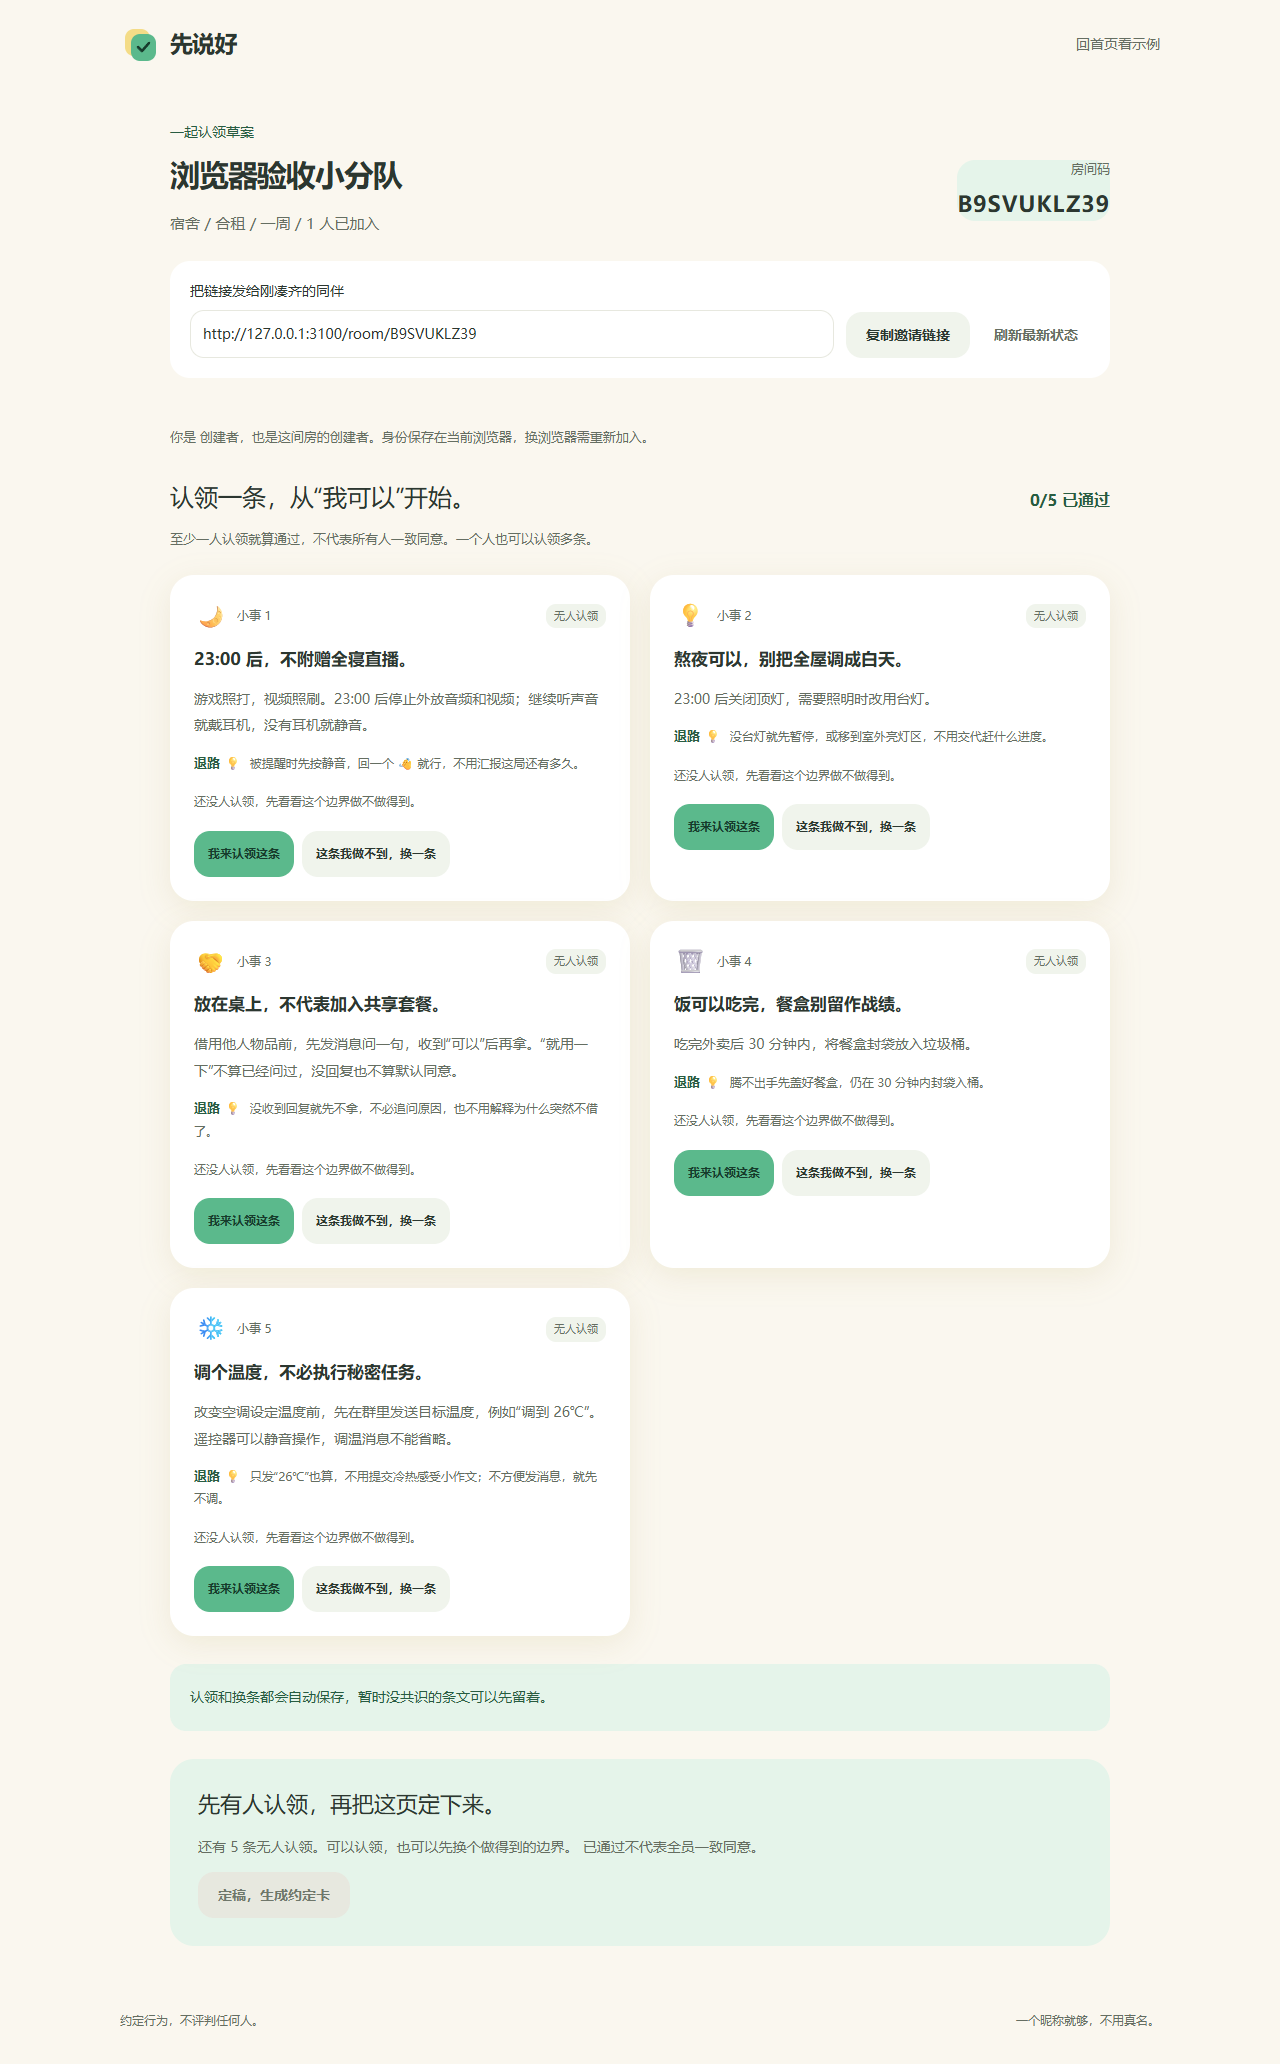 先说好
回首页看示例
一起认领草案
浏览器验收小分队
宿舍 / 合租 / 一周 / 1 人已加入
房间码
B9SVUKLZ39
把链接发给刚凑齐的同伴
http://127.0.0.1:3100/room/B9SVUKLZ39
复制邀请链接
刷新最新状态
你是 创建者，也是这间房的创建者。身份保存在当前浏览器，换浏览器需重新加入。
认领一条，从“我可以”开始。
0/5 已通过
至少一人认领就算通过，不代表所有人一致同意。一个人也可以认领多条。
小事 1
无人认领
23:00 后，不附赠全寝直播。
游戏照打，视频照刷。23:00 后停止外放音频和视频；继续听声音
就戴耳机，没有耳机就静音。
退路 💡 被提醒时先按静音，回一个 👌 就行，不用汇报这局还有多久。
还没人认领，先看看这个边界做不做得到。
我来认领这条
这条我做不到，换一条
小事 2
无人认领
熬夜可以，别把全屋调成白天。
23:00 后关闭顶灯，需要照明时改用台灯。
退路 💡 没台灯就先暂停，或移到室外亮灯区，不用交代赶什么进度。
还没人认领，先看看这个边界做不做得到。
我来认领这条
这条我做不到，换一条
小事 3
无人认领
放在桌上，不代表加入共享套餐。
借用他人物品前，先发消息问一句，收到“可以”后再拿。“就用一
下”不算已经问过，没回复也不算默认同意。
退路 💡 没收到回复就先不拿，不必追问原因，也不用解释为什么突然不借
了。
还没人认领，先看看这个边界做不做得到。
我来认领这条
这条我做不到，换一条
小事 4
无人认领
饭可以吃完，餐盒别留作战绩。
吃完外卖后 30 分钟内，将餐盒封袋放入垃圾桶。
退路 💡 腾不出手先盖好餐盒，仍在 30 分钟内封袋入桶。
还没人认领，先看看这个边界做不做得到。
我来认领这条
这条我做不到，换一条
小事 5
无人认领
调个温度，不必执行秘密任务。
改变空调设定温度前，先在群里发送目标温度，例如“调到 26℃”。
遥控器可以静音操作，调温消息不能省略。
退路 💡 只发“26℃”也算，不用提交冷热感受小作文；不方便发消息，就先
不调。
还没人认领，先看看这个边界做不做得到。
我来认领这条
这条我做不到，换一条
认领和换条都会自动保存，暂时没共识的条文可以先留着。
先有人认领，再把这页定下来。
还有 5 条无人认领。可以认领，也可以先换个做得到的边界。 已通过不代表全员一致同意。
定稿，生成约定卡
约定行为，不评判任何人。
一个昵称就够，不用真名。